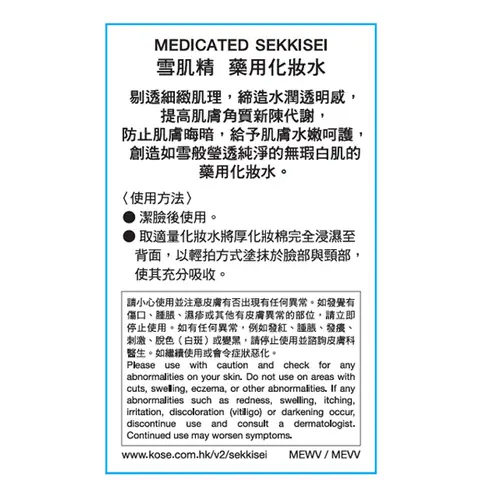 MEDICATED SEKKISEI
雪肌精 藥用化妝水
剔透細緻肌理,締造水潤透明感,
提高肌膚角質新陳代謝,
防止肌膚晦暗,給予肌膚水嫩呵護,
創造如雪般瑩透純淨的無瑕白肌的
藥用化妝水。
〈使用方法〉
● 潔臉後使用。
● 取適量化妝水將厚化妝棉完全浸濕至
背面,以輕拍方式塗抹於臉部與頸部,
使其充分吸收。
請小心使用並注意皮膚有否出現有任何異常。如發覺有
傷口、腫脹、濕疹或其他有皮膚異常的部位,請立即
停止使用。如有任何異常,例如發紅、腫脹、發癢、
刺激、脫色(白斑)或變黑,請停止使用並諮詢皮膚科
醫生。如繼續使用或會令症狀惡化。
Please use with caution and check for any
abnormalities on your skin. Do not use on areas with
cuts, swelling, eczema, or other abnormalities. If any
abnormalities such as redness, swelling, itching,
irritation, discoloration (vitiligo) or darkening occur,
discontinue use and consult a dermatologist.
Continued use may worsen symptoms.
www.kose.com.hk/v2/sekkisei MEWV / MEVV